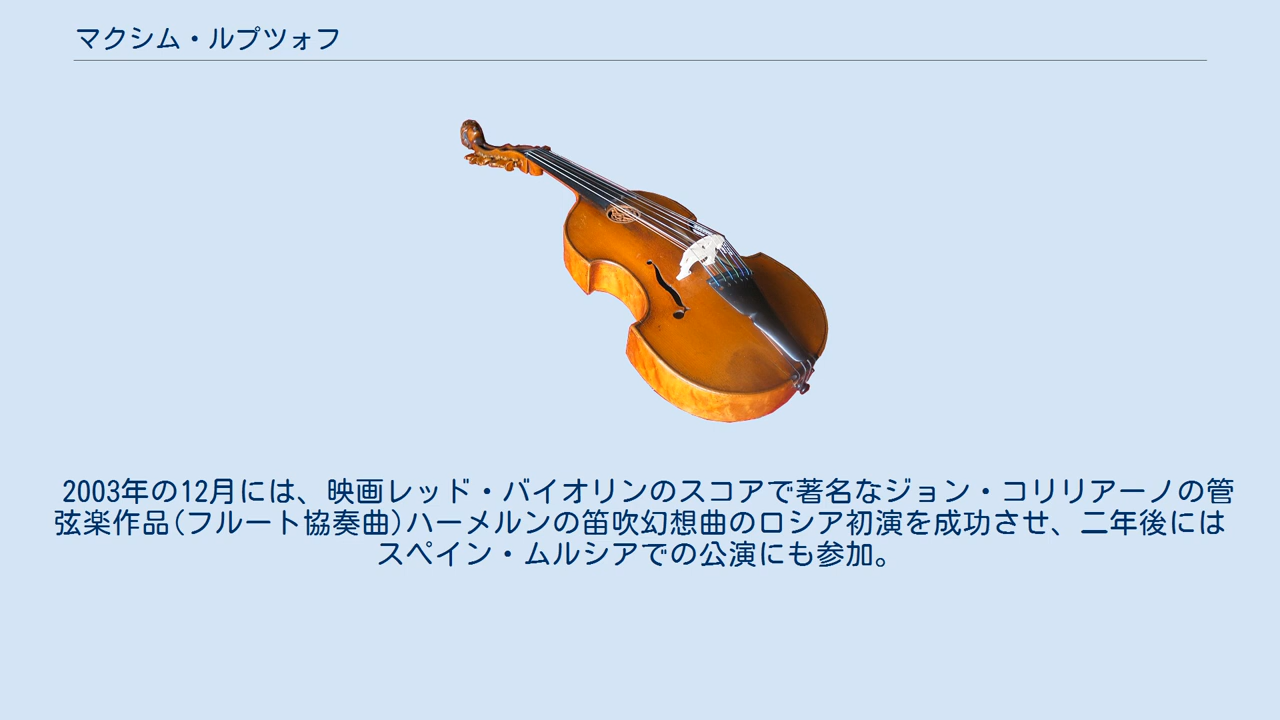 マクシム・ルプツォフ
2003年の12月には、映画レッド・バイオリンのスコアで著名なジョン・コリリアーノの管
弦楽作品(フルート協奏曲)ハーメルンの笛吹幻想曲のロシア初演を成功させ、二年後には
スペイン・ムルシアでの公演にも参加。